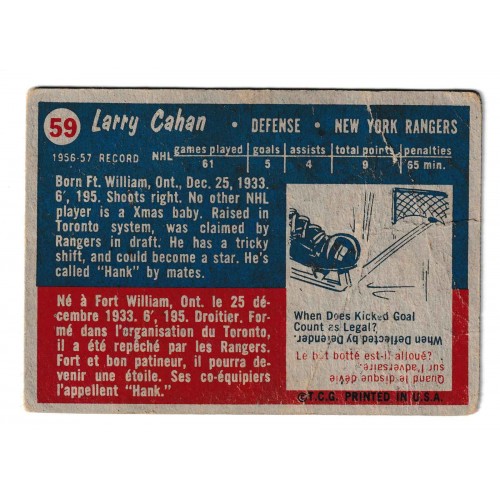 59 Larry Cahan • DEFENSE • NEW YORK RANGERS
1956-57 RECORD NHL games played goals assists total points penalties
61 5 4 9 65 min.
Born Ft. William, Ont., Dec. 25, 1933.
6', 195. Shoots right. No other NHL
player is a Xmas baby. Raised in
Toronto system, was claimed by
Rangers in draft. He has a tricky
shift, and could become a star. He's
called "Hank" by mates.
Né à Fort William, Ont. le 25 dé-
cembre 1933. 6', 195. Droitier. For-
mé dans l'organisation du Toronto,
il a été repêché par les Rangers.
Fort et bon patineur, il pourra de-
venir une étoile. Ses co-équipiers
l'appellent "Hank."
When Does Kicked Goal
Count as Legal?
When Deflected by Defender.
Le but botté est-il alloué?
Quand le disque dévie
sur l'adversaire.
©T.C.G. PRINTED IN U.S.A.